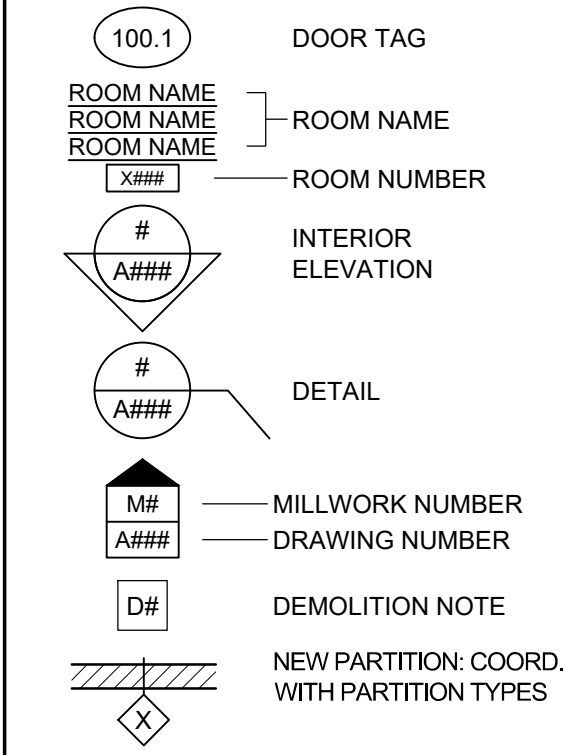 100.1 DOOR TAG
ROOM NAME
ROOM NAME ROOM NAME
ROOM NAME
X### ROOM NUMBER
# INTERIOR
A### ELEVATION
#
DETAIL
A###
M# MILLWORK NUMBER
A### DRAWING NUMBER
D# DEMOLITION NOTE
NEW PARTITION: COORD.
WITH PARTITION TYPES
X